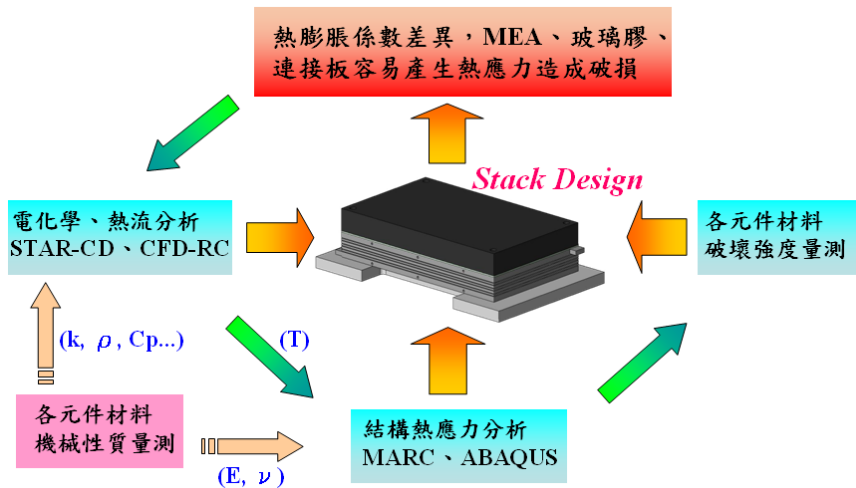 熱膨脹係數差異，MEA、玻璃膠、
連接板容易產生熱應力造成破損
Stack Design
電化學、熱流分析
STAR-CD、CFD-RC
各元件材料
破壞強度量測
(k, ρ, Cp...)
(T)
各元件材料
機械性質量測
(E, ν)
結構熱應力分析
MARC、ABAQUS